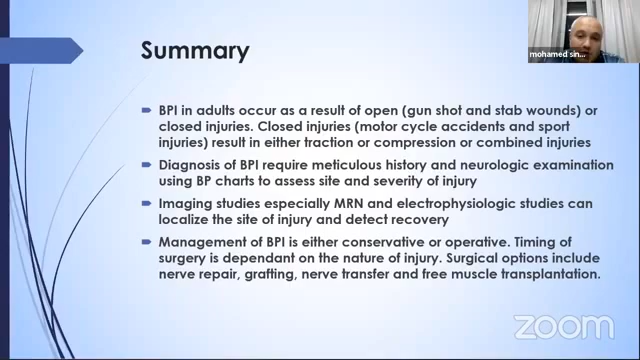 mohamed sin...
Summary
BPI in adults occur as a result of open (gun shot and stab wounds) or
closed injuries. Closed injuries (motor cycle accidents and sport
injuries) result in either traction or compression or combined injuries
Diagnosis of BPI require meticulous history and neurologic examination
using BP charts to assess site and severity of injury
Imaging studies especially MRN and electrophysiologic studies can
localize the site of injury and detect recovery
Management of BPI is either conservative or operative. Timing of
surgery is dependant on the nature of injury. Surgical options include
nerve repair, grafting, nerve transfer and free muscle transplantation.
zoom